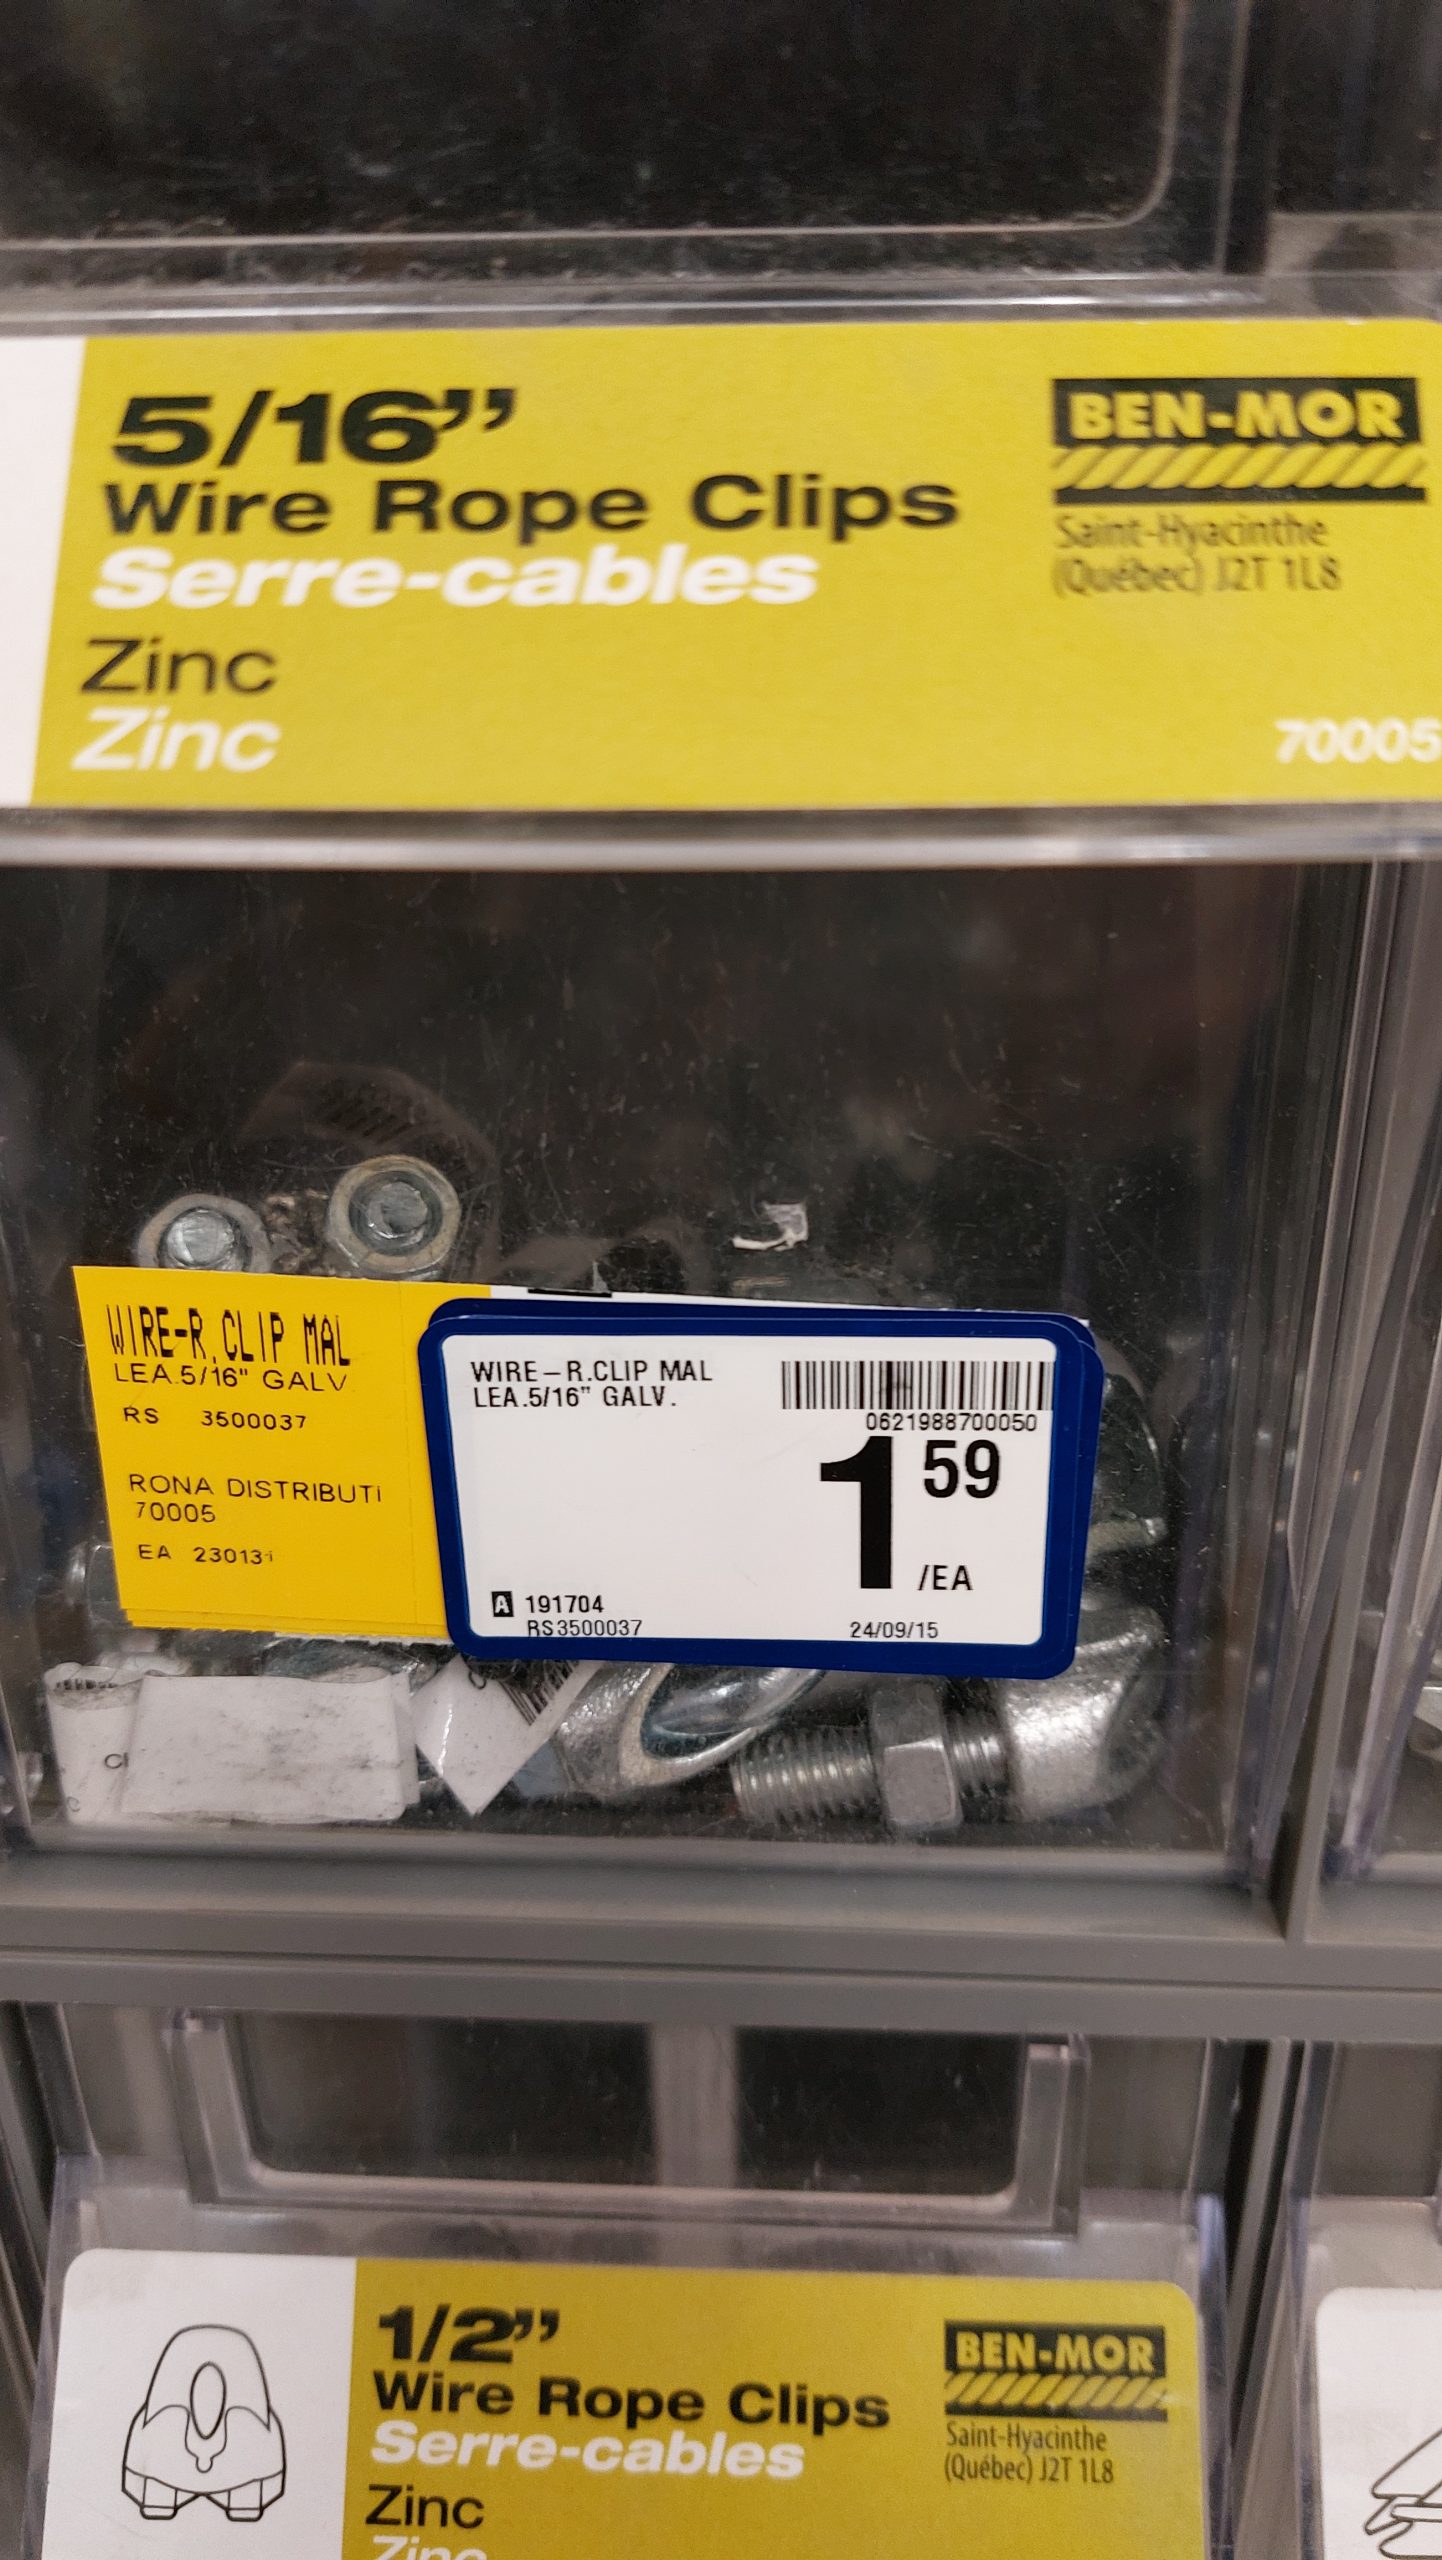 5/16”
Wire Rope Clips
Serre-cables
Zinc
Zinc
BEN-MOR
Saint-Hyacinthe
(Québec) J2T 1L8
70005
WIRE-R.CLIP MAL
LEA.5/16" GALV.
RS 3500037
RONA DISTRIBUTI
70005
EA
WIRE-R.CLIP MAL
LEA.5/16" GALV.
0621988700050
1 59
/EA
A 191704
RS3500037
24/09/15
1/2”
Wire Rope Clips
Serre-cables
Zinc
Zinc
BEN-MOR
Saint-Hyacinthe
(Québec) J2T 1L8